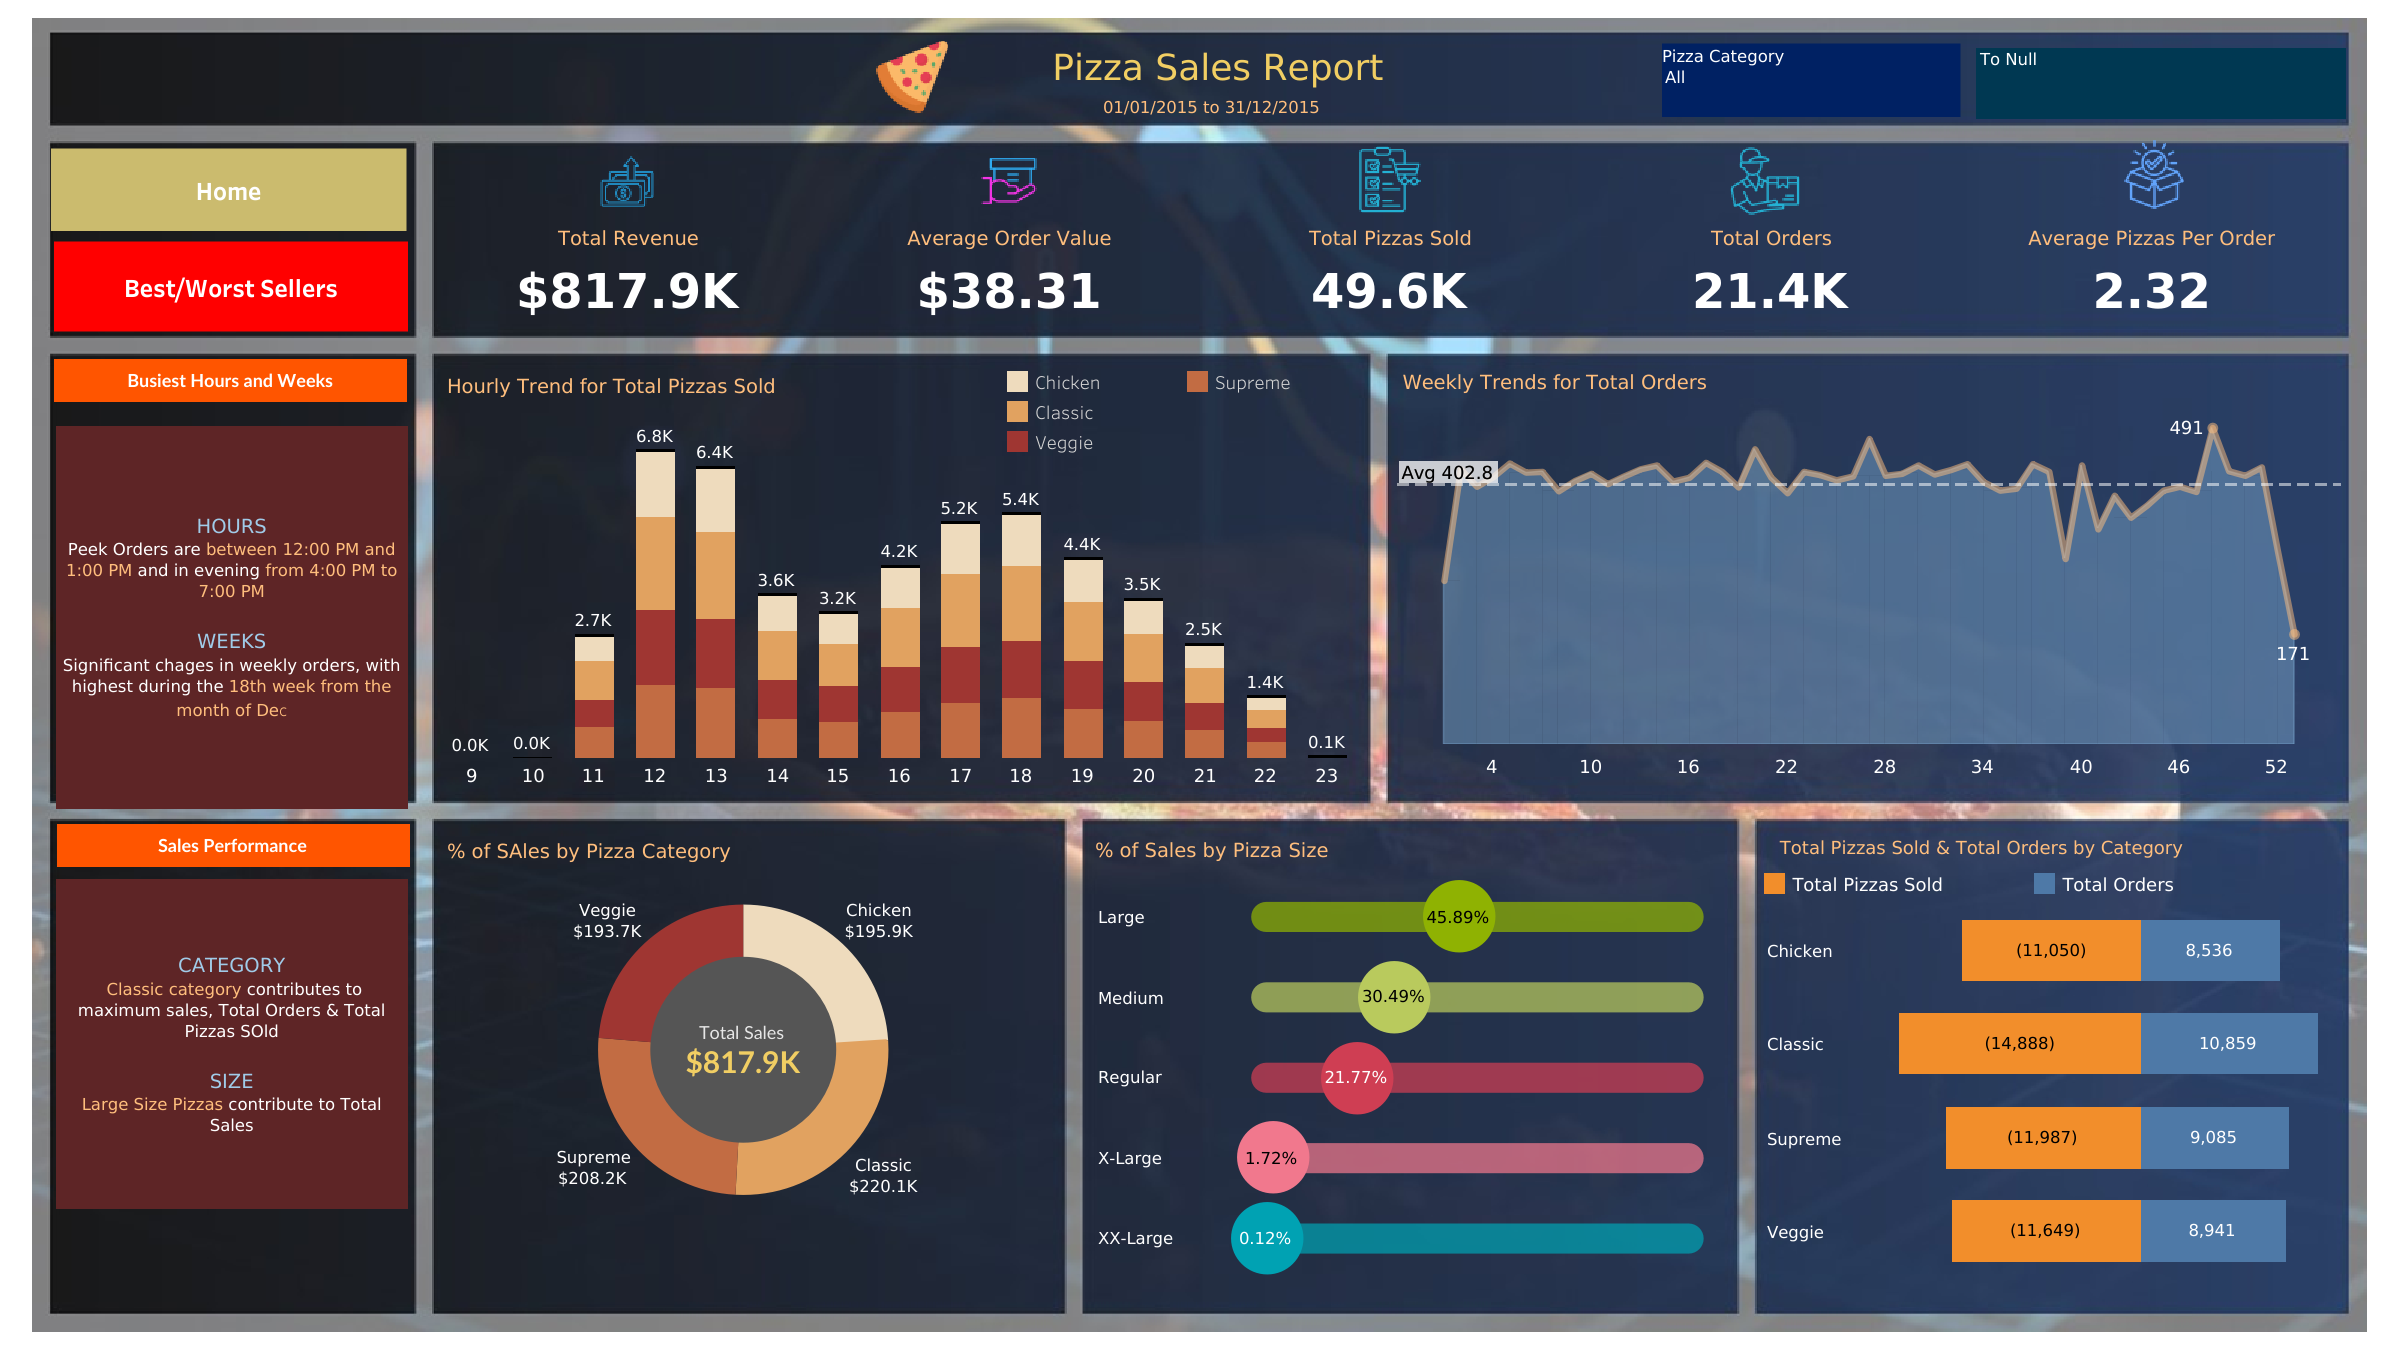 Pizza Sales Report
01/01/2015 to 31/12/2015
Pizza Category
All
To Null
Home
Best/Worst Sellers
Total Revenue
$817.9K
Average Order Value
$38.31
Total Pizzas Sold
49.6K
Total Orders
21.4K
Average Pizzas Per Order
2.32
Busiest Hours and Weeks
HOURS
Peek Orders are between 12:00 PM and
1:00 PM and in evening from 4:00 PM to
7:00 PM
WEEKS
Significant chages in weekly orders, with
highest during the 18th week from the
month of Dec
Hourly Trend for Total Pizzas Sold
Chicken
Supreme
Classic
Veggie
0.0K
0.0K
2.7K
6.8K
6.4K
3.6K
3.2K
4.2K
5.2K
5.4K
4.4K
3.5K
2.5K
1.4K
0.1K
9 10 11 12 13 14 15 16 17 18 19 20 21 22 23
Weekly Trends for Total Orders
491
Avg 402.8
171
4 10 16 22 28 34 40 46 52
Sales Performance
CATEGORY
Classic category contributes to
maximum sales, Total Orders & Total
Pizzas SOld
SIZE
Large Size Pizzas contribute to Total
Sales
% of SAles by Pizza Category
Veggie
$193.7K
Chicken
$195.9K
Total Sales
$817.9K
Supreme
$208.2K
Classic
$220.1K
% of Sales by Pizza Size
Large 45.89%
Medium 30.49%
Regular 21.77%
X-Large 1.72%
XX-Large 0.12%
Total Pizzas Sold & Total Orders by Category
Total Pizzas Sold
Total Orders
Chicken (11,050) 8,536
Classic (14,888) 10,859
Supreme (11,987) 9,085
Veggie (11,649) 8,941